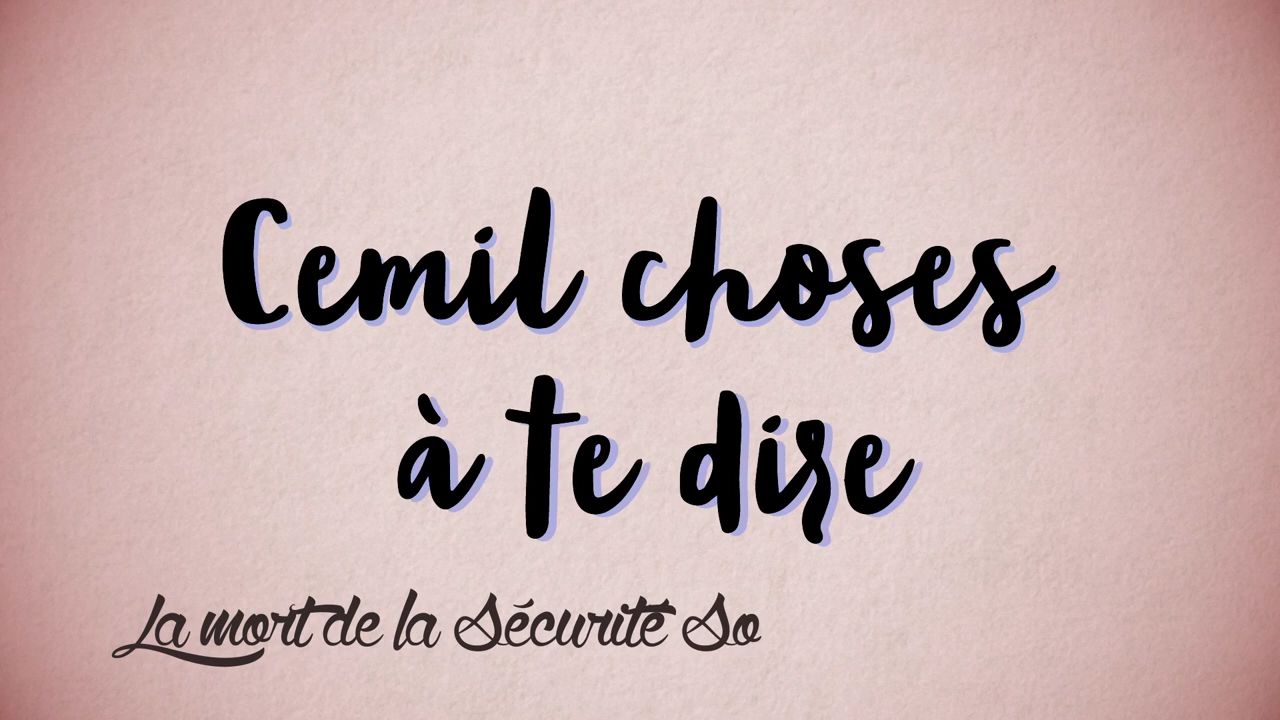 Cemil choses
à te dire
La mort de la Sécurité So